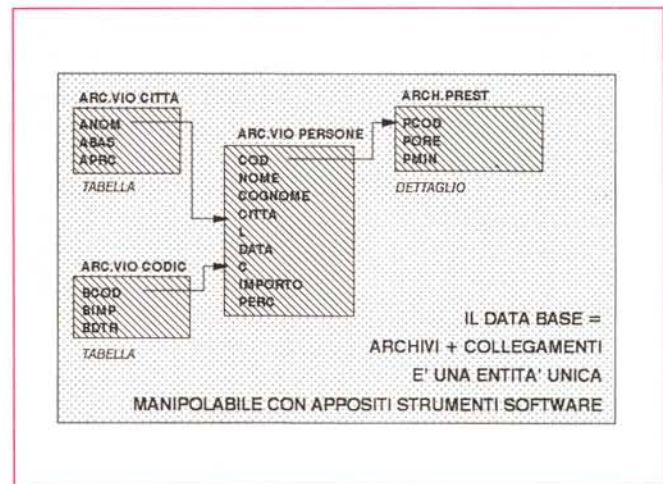 ARC.VIO CITTA
ANOM
ABAS
APRC
TABELLA
ARC.VIO CODIC
BCOD
BIMP
BDTR
TABELLA
ARC.VIO PERSONE
COD
NOME
COGNOME
CITTA
L
DATA
C
IMPORTO
PERC
ARCH.PREST
PCOD
PORE
PMIN
DETTAGLIO
IL DATA BASE =
ARCHIVI + COLLEGAMENTI
E' UNA ENTITA' UNICA
MANIPOLABILE CON APPOSITI STRUMENTI SOFTWARE